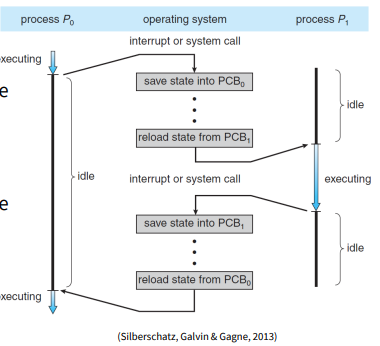 process P0 operating system process P1
interrupt or system call
executing
save state into PCB0
e
idle
reload state from PCB1
idle
interrupt or system call
executing
e
save state into PCB1
idle
reload state from PCB0
executing
(Silberschatz, Galvin & Gagne, 2013)